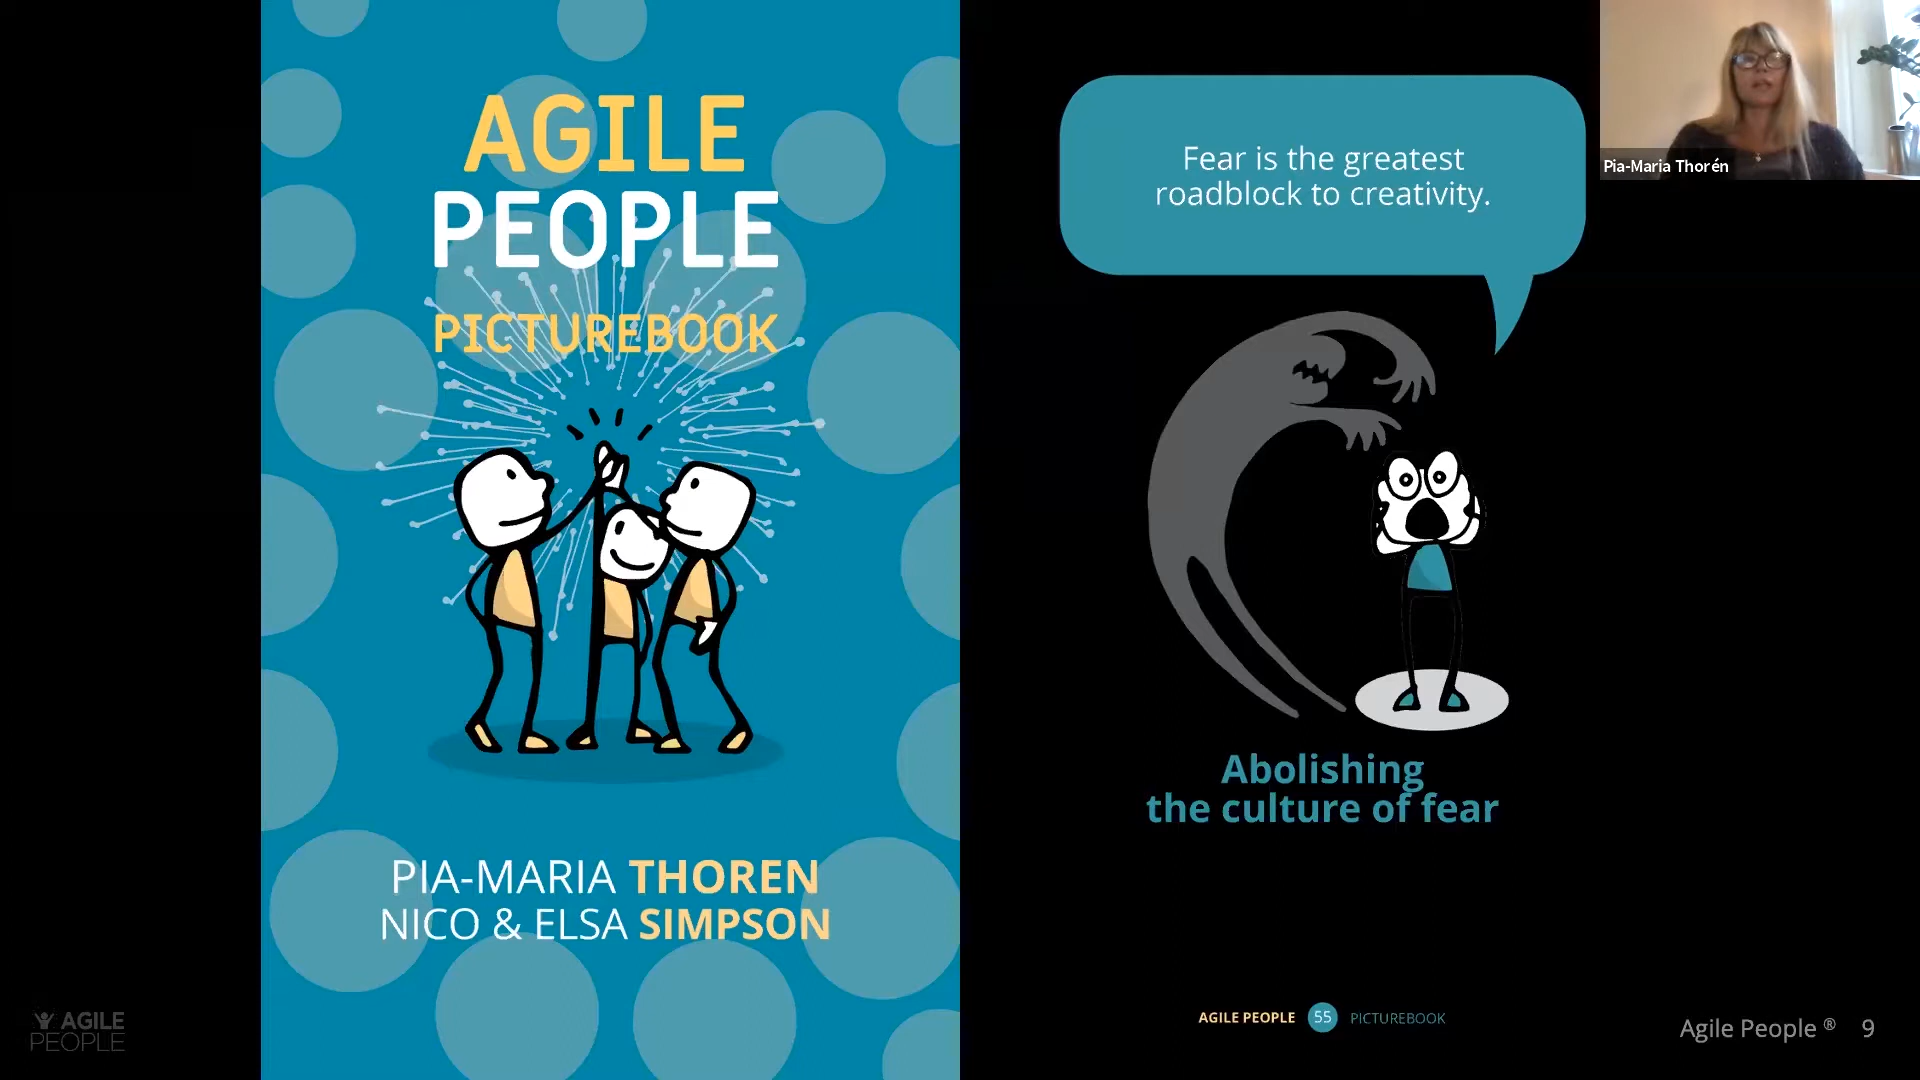 AGILE
PEOPLE
PICTUREBOOK
PIA-MARIA THOREN
NICO & ELSA SIMPSON
AGILE
PEOPLE
Fear is the greatest
roadblock to creativity.
Abolishing
the culture of fear
AGILE PEOPLE 55 PICTUREBOOK
Pia-Maria Thorén
Agile People ® 9